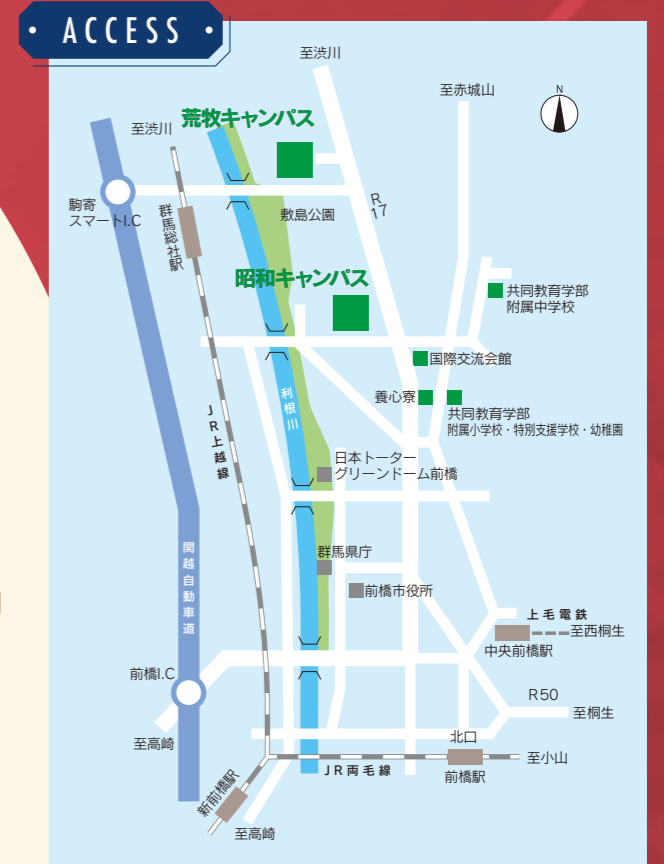 ACCESS
至渋川
至赤城山
N
荒牧キャンパス
至渋川
駒寄
スマートI.C
群馬総社駅
敷島公園
R17
昭和キャンパス
共同教育学部
附属中学校
国際交流会館
養心寮
共同教育学部
附属小学校・特別支援学校・幼稚園
利根川
JR上越線
日本トーター
グリーンドーム前橋
群馬県庁
前橋市役所
関越自動車道
上毛電鉄
至西桐生
中央前橋駅
前橋I.C
R50
至桐生
至高崎
北口
JR両毛線
前橋駅
至小山
新前橋駅
至高崎